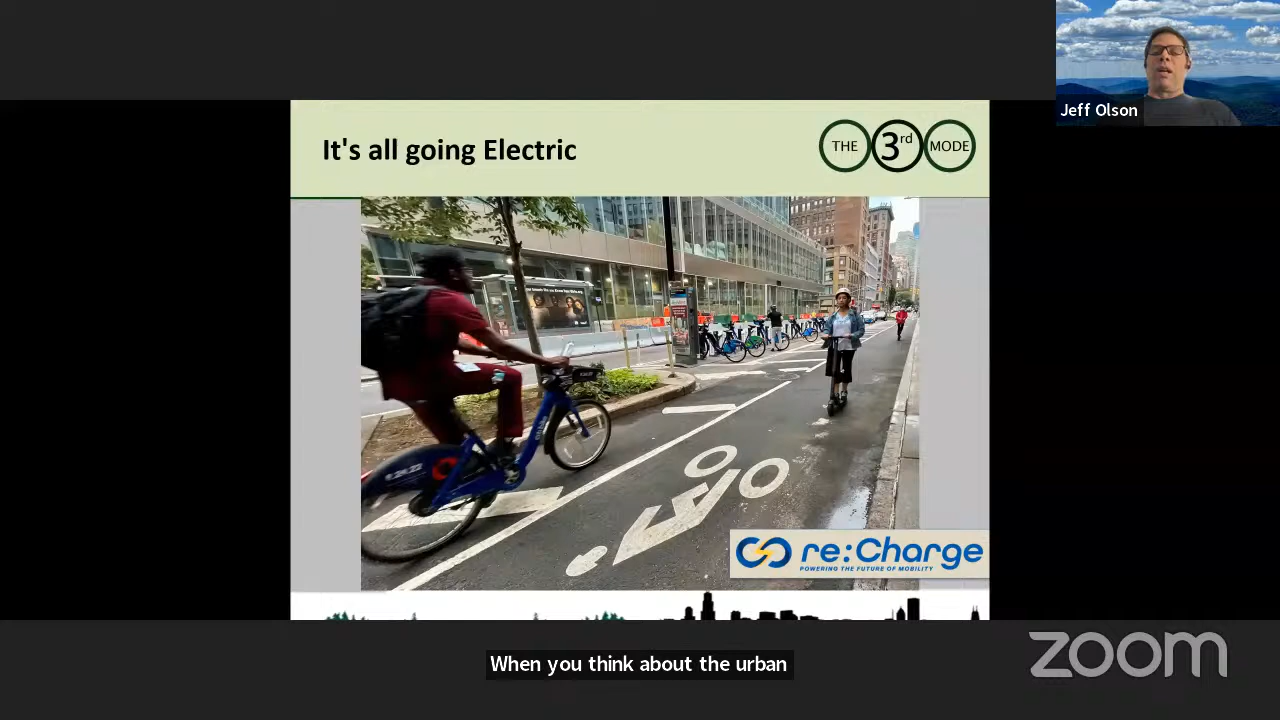 Jeff Olson
It's all going Electric
THE 3rd MODE
re:Charge
POWERING THE FUTURE OF MOBILITY
When you think about the urban
zoom